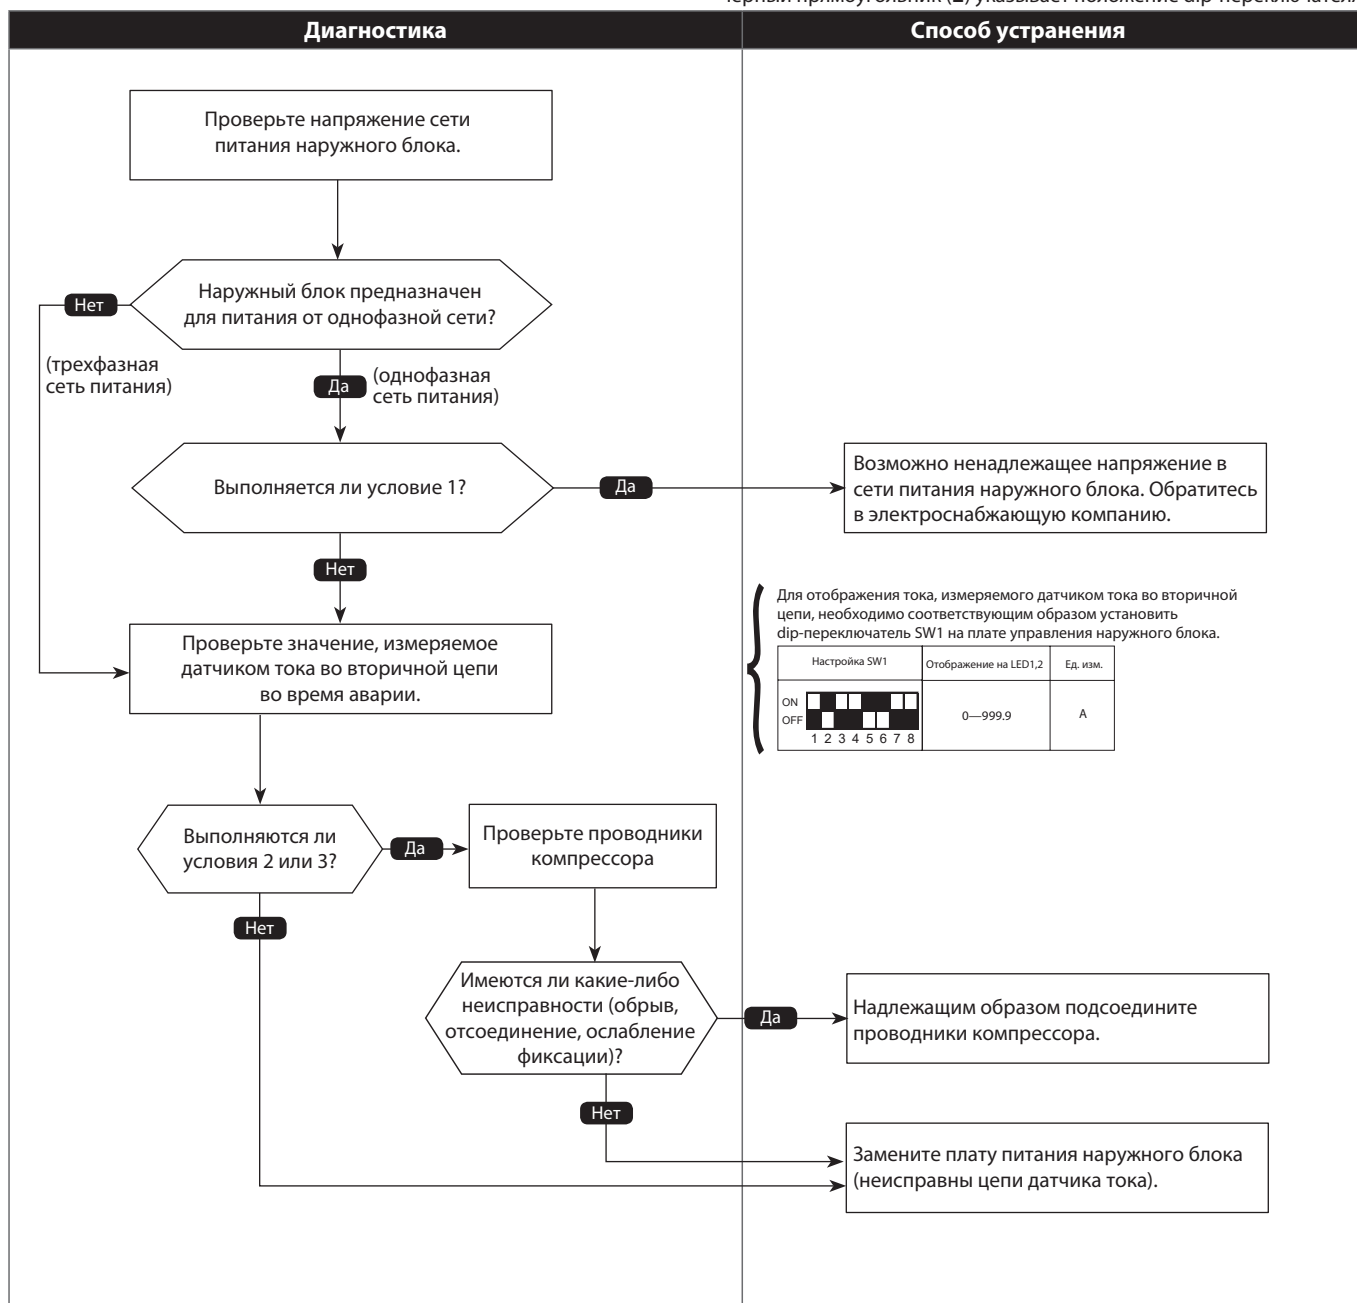 Черный прямоугольник (■) указывает положение dip-переключателя
Диагностика
Способ устранения
Проверьте напряжение сети
питания наружного блока.
Наружный блок предназначен
для питания от однофазной сети?
Нет
(трехфазная
сеть питания)
Да
(однофазная
сеть питания)
Выполняется ли условие 1?
Да
Возможно ненадлежащее напряжение в
сети питания наружного блока. Обратитесь
в электроснабжающую компанию.
Нет
Для отображения тока, измеряемого датчиком тока во вторичной
цепи, необходимо соответствующим образом установить
dip-переключатель SW1 на плате управления наружного блока.
Настройка SW1
Отображение на LED1,2
Ед. изм.
ON
OFF
1 2 3 4 5 6 7 8
0—999.9
А
Проверьте значение, измеряемое
датчиком тока во вторичной цепи
во время аварии.
Выполняются ли
условия 2 или 3?
Да
Проверьте проводники
компрессора
Нет
Имеются ли какие-либо
неисправности (обрыв,
отсоединение, ослабление
фиксации)?
Да
Надлежащим образом подсоедините
проводники компрессора.
Нет
Замените плату питания наружного блока
(неисправны цепи датчика тока).